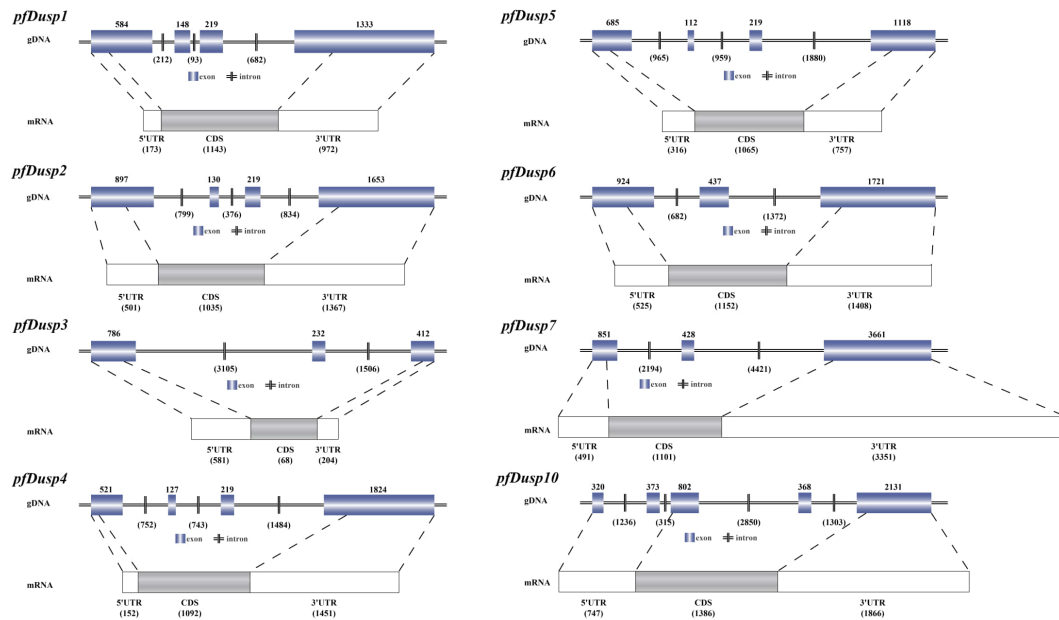 pfDusp1
584 148 219 1333
gDNA
(212) (93) (682)
exon intron
mRNA
5'UTR CDS 3'UTR
(173) (1143) (972)
pfDusp2
897 130 219 1653
gDNA
(799) (376) (834)
exon intron
mRNA
5'UTR CDS 3'UTR
(501) (1035) (1367)
pfDusp3
786 232 412
gDNA
(3105) (1506)
exon intron
mRNA
5'UTR CDS 3'UTR
(581) (68) (204)
pfDusp4
521 127 219 1824
gDNA
(752) (743) (1484)
exon intron
mRNA
5'UTR CDS 3'UTR
(152) (1092) (1451)
pfDusp5
685 112 219 1118
gDNA
(965) (959) (1880)
exon intron
mRNA
5'UTR CDS 3'UTR
(316) (1065) (757)
pfDusp6
924 437 1721
gDNA
(682) (1372)
exon intron
mRNA
5'UTR CDS 3'UTR
(525) (1152) (1408)
pfDusp7
851 428 3661
gDNA
(2194) (4421)
exon intron
mRNA
5'UTR CDS 3'UTR
(491) (1101) (3351)
pfDusp10
320 373 802 368 2131
gDNA
(1236) (315) (2850) (1303)
exon intron
mRNA
5'UTR CDS 3'UTR
(747) (1386) (1866)